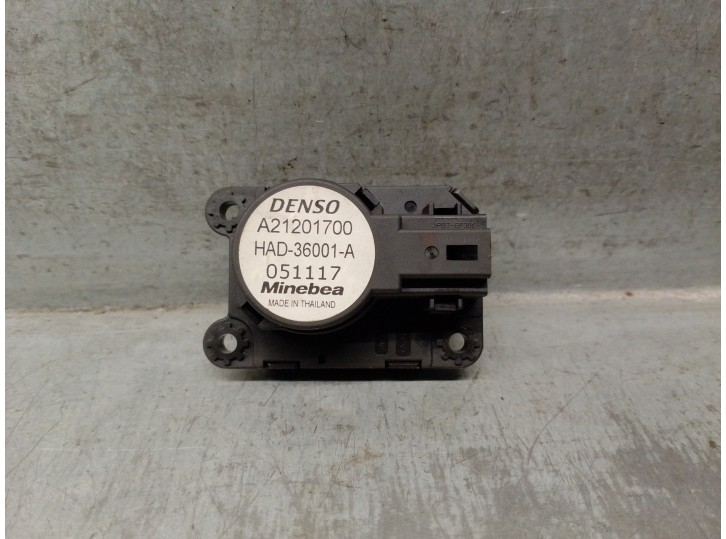 DENSO
A21201700
HAD-36001-A
051117
Minebea
MADE IN THAILAND